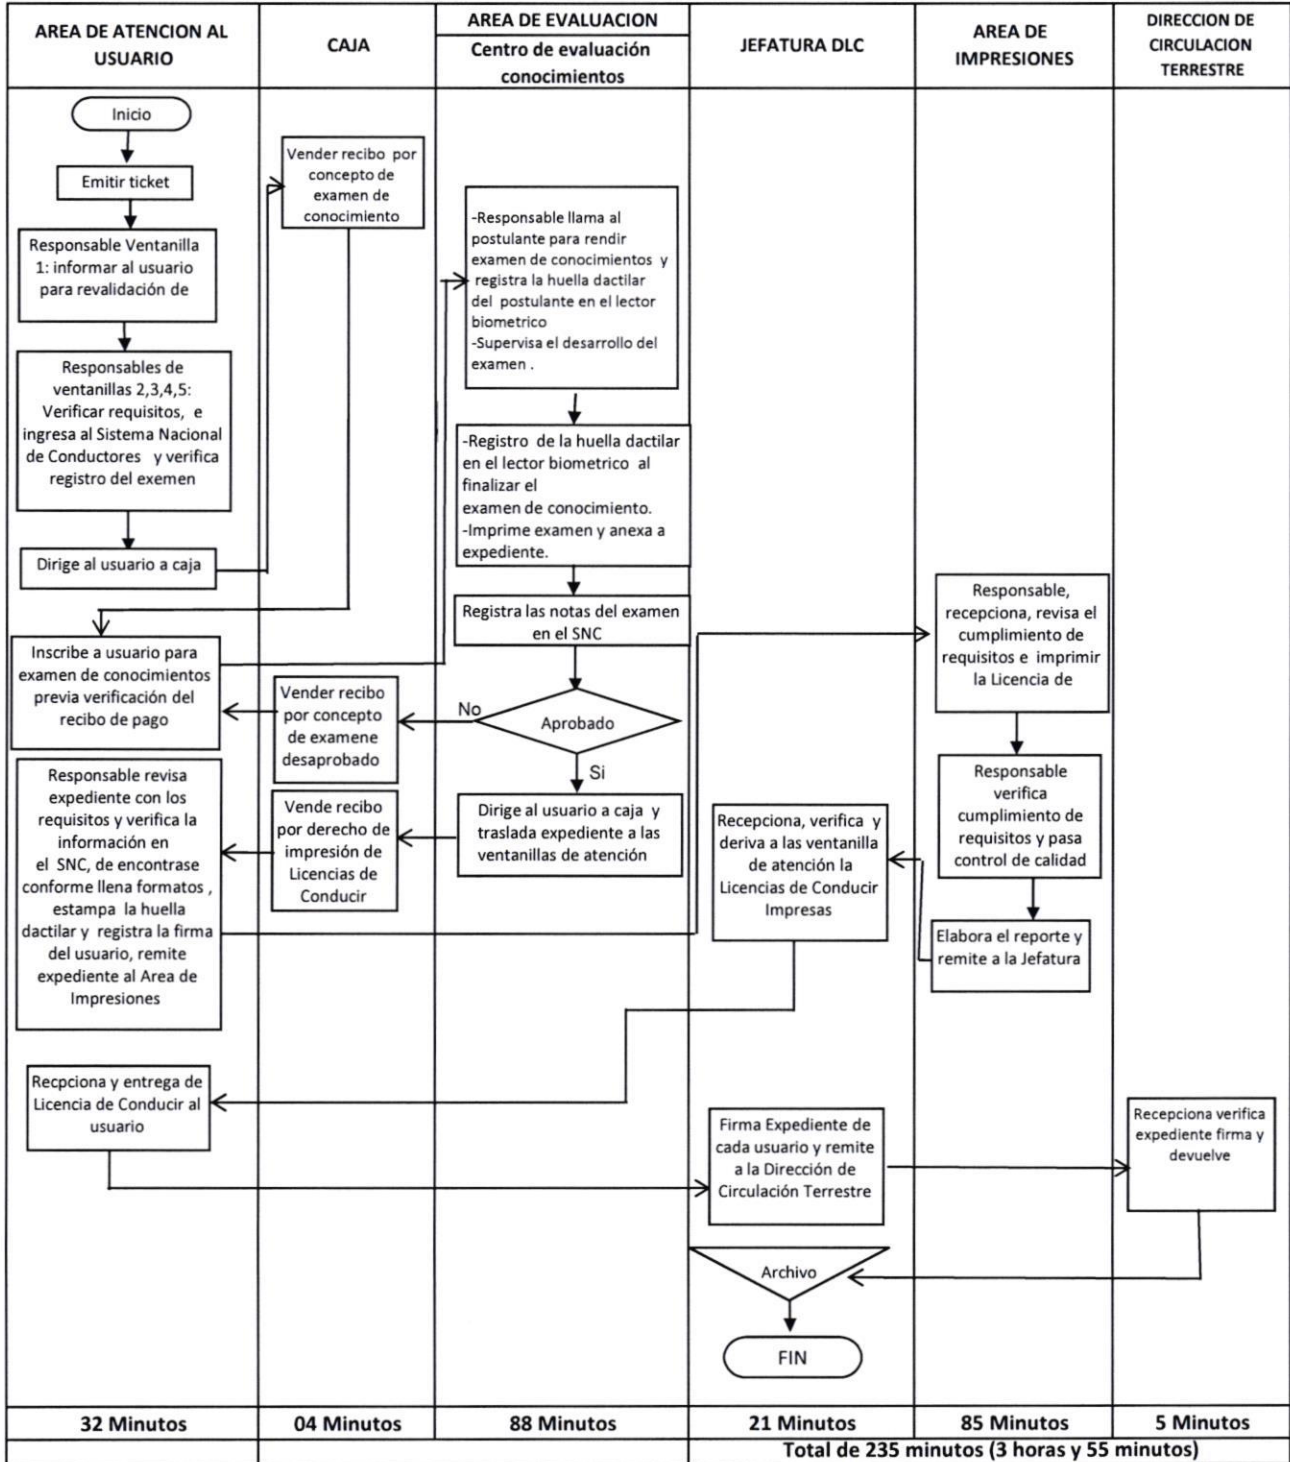 AREA DE ATENCION AL
USUARIO
CAJA
AREA DE EVALUACION
Centro de evaluación
conocimientos
JEFATURA DLC
AREA DE
IMPRESIONES
DIRECCION DE
CIRCULACION
TERRESTRE
Inicio
Emitir ticket
Responsable Ventanilla
1: informar al usuario
para revalidación de
Responsables de
ventanillas 2,3,4,5:
Verificar requisitos, e
ingresa al Sistema Nacional
de Conductores y verifica
registro del exemen
Dirige al usuario a caja
Vender recibo por
concepto de
examen de
conocimiento
Inscribe a usuario para
examen de conocimientos
previa verificación del
recibo de pago
-Responsable llama al
postulante para rendir
examen de conocimientos y
registra la huella dactilar
del postulante en el lector
biometrico
-Supervisa el desarrollo del
examen .
-Registro de la huella dactilar
en el lector biometrico al
finalizar el
examen de conocimiento.
-Imprime examen y anexa a
expediente.
Registra las notas del examen
en el SNC
Aprobado
No
Si
Vender recibo
por concepto
de examene
desaprobado
Dirige al usuario a caja y
traslada expediente a las
ventanillas de atención
Vende recibo
por derecho de
impresión de
Licencias de
Conducir
Responsable revisa
expediente con los
requisitos y verifica la
información en
el SNC, de encontrase
conforme llena formatos ,
estampa la huella
dactilar y registra la firma
del usuario, remite
expediente al Area de
Impresiones
Responsable,
recepciona, revisa el
cumplimiento de
requisitos e imprimir
la Licencia de
Responsable
verifica
cumplimiento de
requisitos y pasa
control de calidad
Elabora el reporte y
remite a la Jefatura
Recepciona, verifica y
deriva a las ventanilla
de atención la
Licencias de Conducir
Impresas
Recpciona y entrega de
Licencia de Conducir al
usuario
Firma Expediente de
cada usuario y remite
a la Dirección de
Circulación Terrestre
Recepciona verifica
expediente firma y
devuelve
Archivo
FIN
32 Minutos
04 Minutos
88 Minutos
21 Minutos
85 Minutos
5 Minutos
Total de 235 minutos (3 horas y 55 minutos)